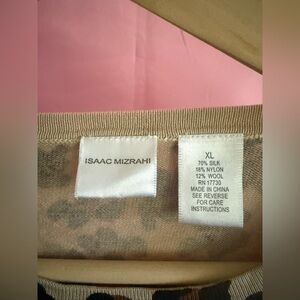 ISAAC MIZRAHI
XL
70% SILK
18% NYLON
12% WOOL
RN 17730
MADE IN CHINA
SEE REVERSE
FOR CARE
INSTRUCTIONS